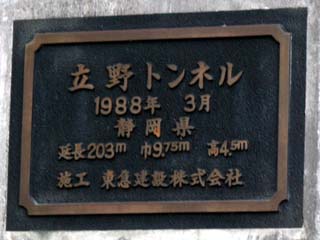 立野トンネル
1988年 3月
静岡県
延長203m 巾9.75m 高4.5m
施工 東急建設株式会社